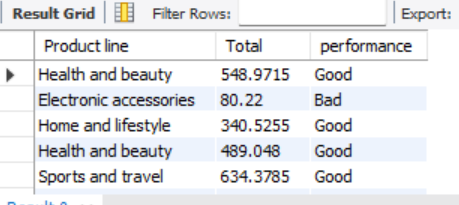 Result Grid Filter Rows: Export:
Product line Total performance
Health and beauty 548.9715 Good
Electronic accessories 80.22 Bad
Home and lifestyle 340.5255 Good
Health and beauty 489.048 Good
Sports and travel 634.3785 Good